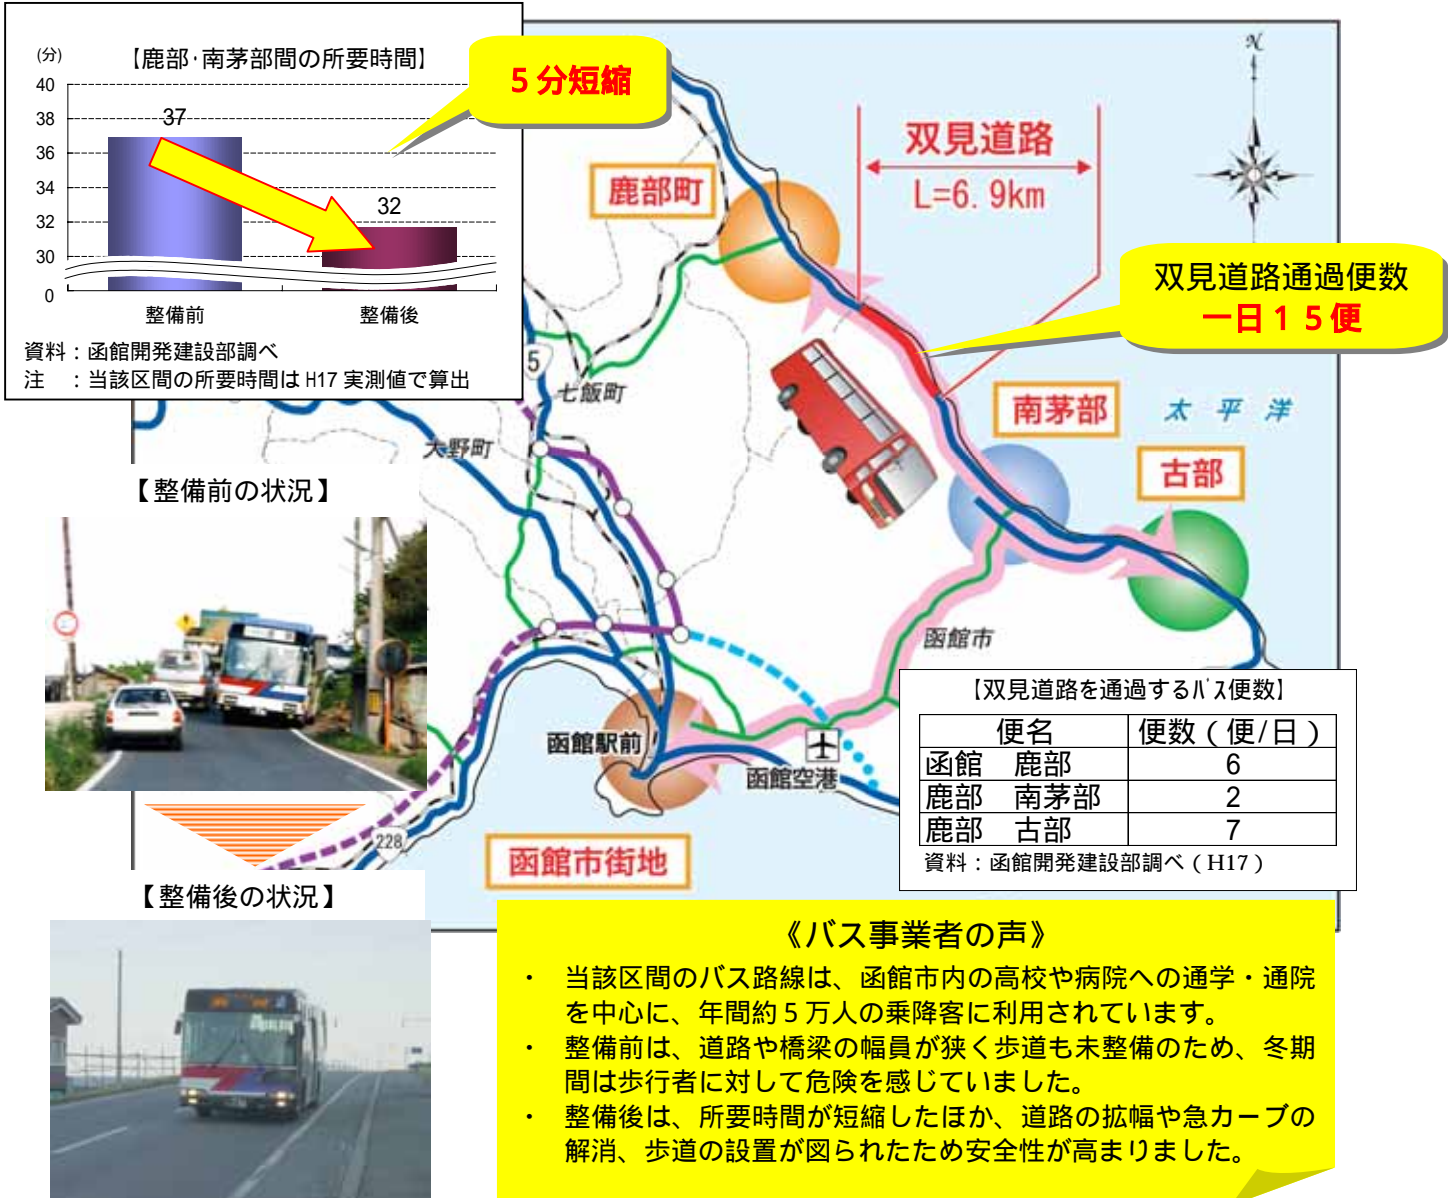 (分)
【鹿部･南茅部間の所要時間】
40
38
36
34
32
30
0
37
32
整備前
整備後
資料：函館開発建設部調べ
注　：当該区間の所要時間は H17 実測値で算出
5 分短縮
N
双見道路
L=6.9km
鹿部町
双見道路通過便数
一日１５便
5
七飯町
大野町
南茅部
太平洋
古部
函館市
函館駅前
函館空港
228
函館市街地
【整備前の状況】
【整備後の状況】
【双見道路を通過するﾊﾞｽ便数】
便名　便数（便/日）
函館　鹿部　6
鹿部　南茅部　2
鹿部　古部　7
資料：函館開発建設部調べ（H17）
《バス事業者の声》
・　当該区間のバス路線は、函館市内の高校や病院への通学・通院
を中心に、年間約５万人の乗降客に利用されています。
・　整備前は、道路や橋梁の幅員が狭く歩道も未整備のため、冬期
間は歩行者に対して危険を感じていました。
・　整備後は、所要時間が短縮したほか、道路の拡幅や急カーブの
解消、歩道の設置が図られたため安全性が高まりました。